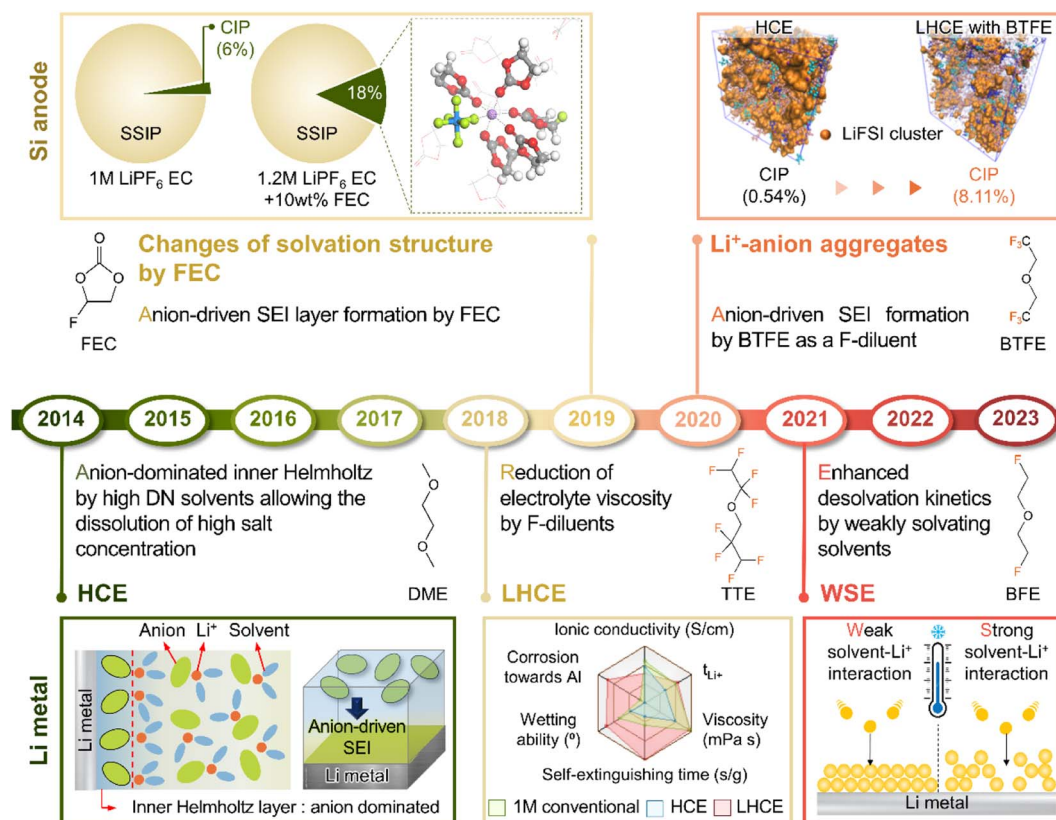 Si anode
CIP
(6%)
SSIP
1M LiPF₆ EC
18%
SSIP
1.2M LiPF₆ EC
+10wt% FEC
HCE
LHCE with BTFE
LiFSI cluster
CIP
(0.54%)
CIP
(8.11%)
O
O
O
F
FEC
Changes of solvation structure
by FEC
Anion-driven SEI layer formation by FEC
Li⁺-anion aggregates
Anion-driven SEI formation
by BTFE as a F-diluent
F₃C
O
F₃C
BTFE
2014
2015
2016
2017
2018
2019
2020
2021
2022
2023
Anion-dominated inner Helmholtz
by high DN solvents allowing the
dissolution of high salt
concentration
O
O
DME
HCE
Reduction of
electrolyte viscosity
by F-diluents
F
F
F
F
O
F
F
F
F
TTE
LHCE
Enhanced
desolvation kinetics
by weakly solvating
solvents
F
O
F
BFE
WSE
Li metal
Anion Li⁺ Solvent
Li metal
Inner Helmholtz layer : anion dominated
Anion-driven
SEI
Li metal
Ionic conductivity (S/cm)
Corrosion
towards Al
t Li⁺
Wetting
ability (º)
Viscosity
(mPa s)
Self-extinguishing time (s/g)
1M conventional HCE LHCE
Weak
solvent-Li⁺
interaction
Strong
solvent-Li⁺
interaction
Li metal